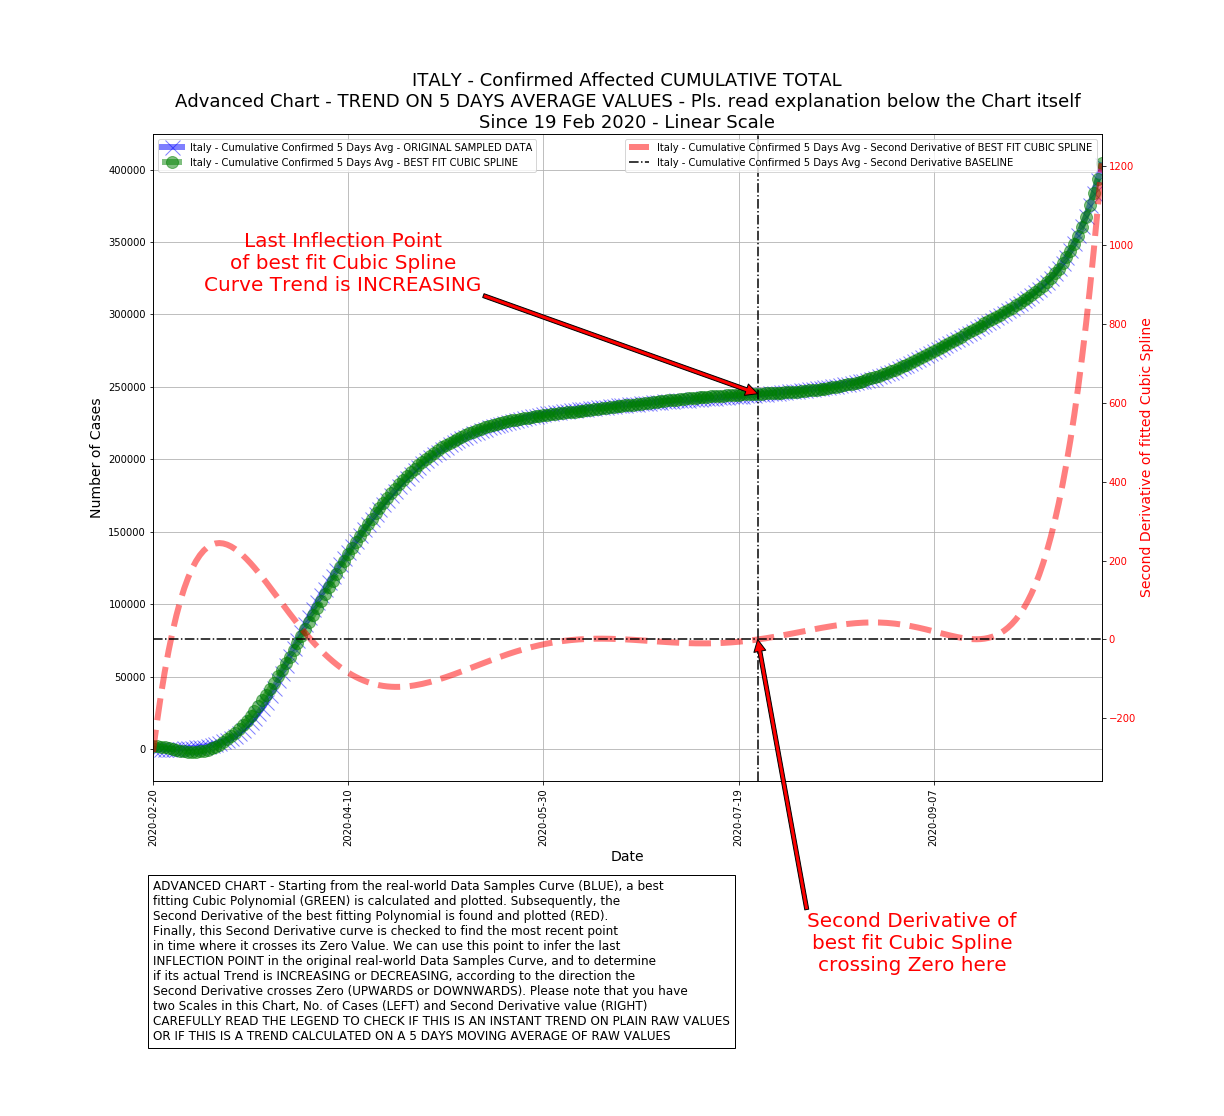 ITALY - Confirmed Affected CUMULATIVE TOTAL
Advanced Chart - TREND ON 5 DAYS AVERAGE VALUES - Pls. read explanation below the Chart itself
Since 19 Feb 2020 - Linear Scale
Italy - Cumulative Confirmed 5 Days Avg - ORIGINAL SAMPLED DATA
Italy - Cumulative Confirmed 5 Days Avg - BEST FIT CUBIC SPLINE
Italy - Cumulative Confirmed 5 Days Avg - Second Derivative of BEST FIT CUBIC SPLINE
Italy - Cumulative Confirmed 5 Days Avg - Second Derivative BASELINE
Number of Cases
400000
350000
300000
250000
200000
150000
100000
50000
0
Last Inflection Point
of best fit Cubic Spline
Curve Trend is INCREASING
1200
1000
800
600
400
200
0
−200
Second Derivative of fitted Cubic Spline
2020-02-20
2020-04-10
2020-05-30
2020-07-19
2020-09-07
Date
ADVANCED CHART - Starting from the real-world Data Samples Curve (BLUE), a best
fitting Cubic Polynomial (GREEN) is calculated and plotted. Subsequently, the
Second Derivative of the best fitting Polynomial is found and plotted (RED).
Finally, this Second Derivative curve is checked to find the most recent point
in time where it crosses its Zero Value. We can use this point to infer the last
INFLECTION POINT in the original real-world Data Samples Curve, and to determine
if its actual Trend is INCREASING or DECREASING, according to the direction the
Second Derivative crosses Zero (UPWARDS or DOWNWARDS). Please note that you have
two Scales in this Chart, No. of Cases (LEFT) and Second Derivative value (RIGHT)
CAREFULLY READ THE LEGEND TO CHECK IF THIS IS AN INSTANT TREND ON PLAIN RAW VALUES
OR IF THIS IS A TREND CALCULATED ON A 5 DAYS MOVING AVERAGE OF RAW VALUES
Second Derivative of
best fit Cubic Spline
crossing Zero here